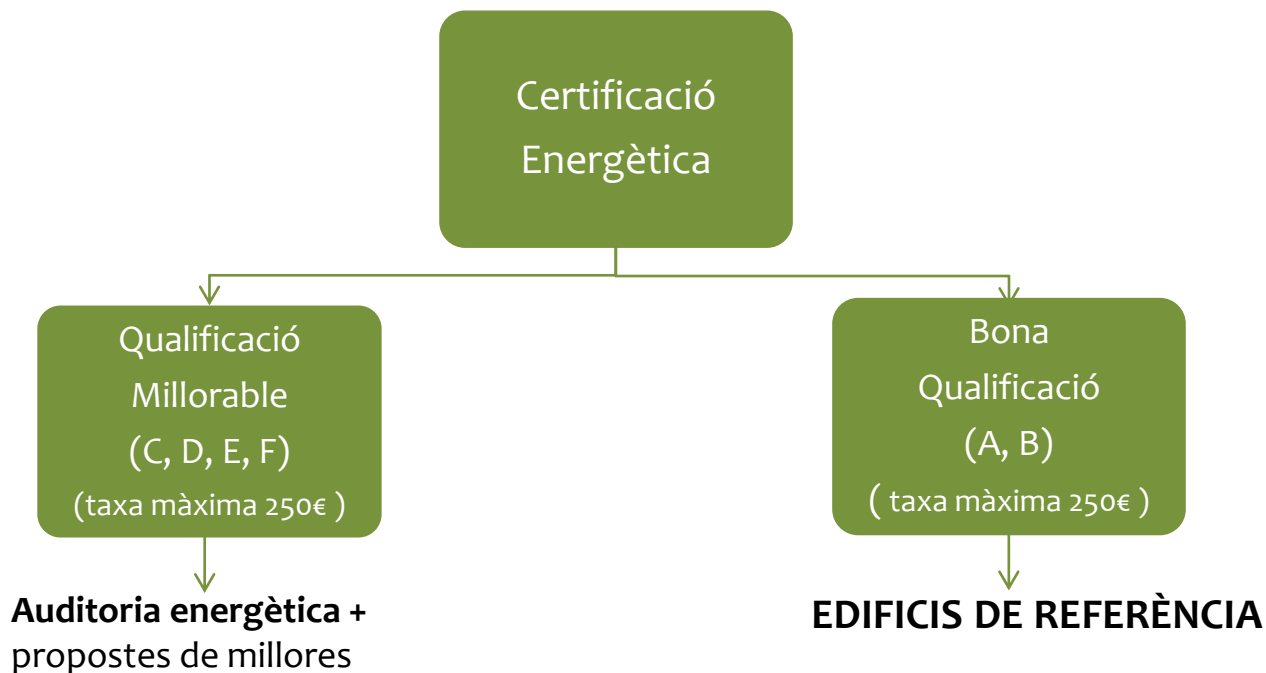 Certificació
Energètica
Qualificació
Millorable
(C, D, E, F)
(taxa màxima 250€ )
Bona
Qualificació
(A, B)
( taxa màxima 250€ )
Auditoria energètica +
propostes de millores
EDIFICIS DE REFERÈNCIA